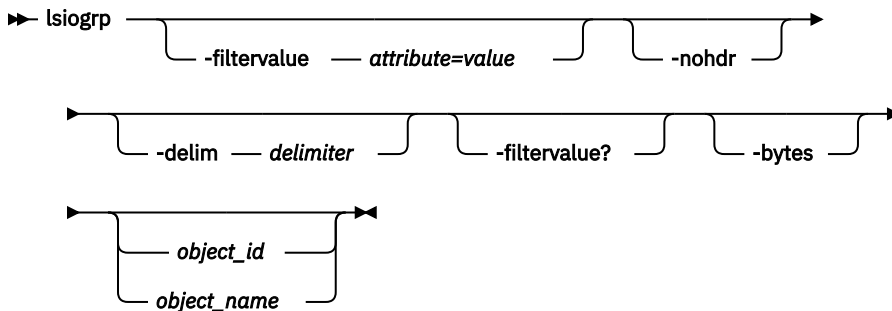 lsiogrp
-filtervalue attribute=value -nohdr
-delim delimiter -filtervalue? -bytes
object_id
object_name